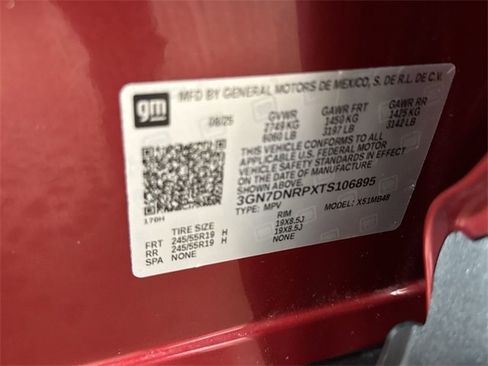 gm
MFD BY GENERAL MOTORS DE MEXICO, S. DE R.L. DE C.V.
08/25 GVWR GAWR FRT GAWR RR
2749 KG 1450 KG 1425 KG
6060 LB 3197 LB 3142 LB
THIS VEHICLE CONFORMS TO ALL
APPLICABLE U.S. FEDERAL MOTOR
VEHICLE SAFETY STANDARDS IN EFFECT
ON THE DATE OF MANUFACTURE
SHOWN ABOVE.
3GN7DNRPXTS106895
TYPE: MPV MODEL: XS1MB48
170H
TIRE SIZE RIM
FRT 245/55R19 H 19X8.5J
RR 245/55R19 H 19X8.5J
SPA NONE NONE